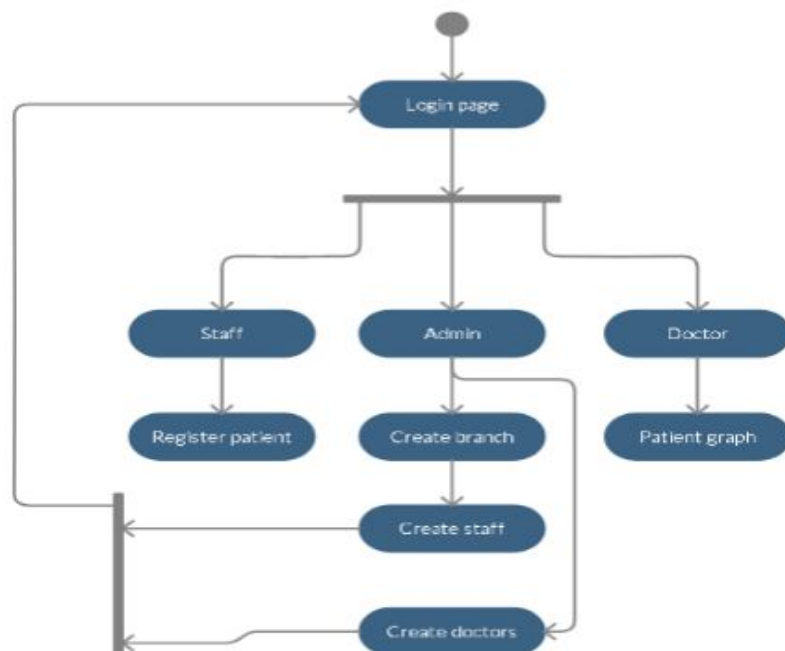 Login page
Staff
Admin
Doctor
Register patient
Create branch
Patient graph
Create staff
Create doctors